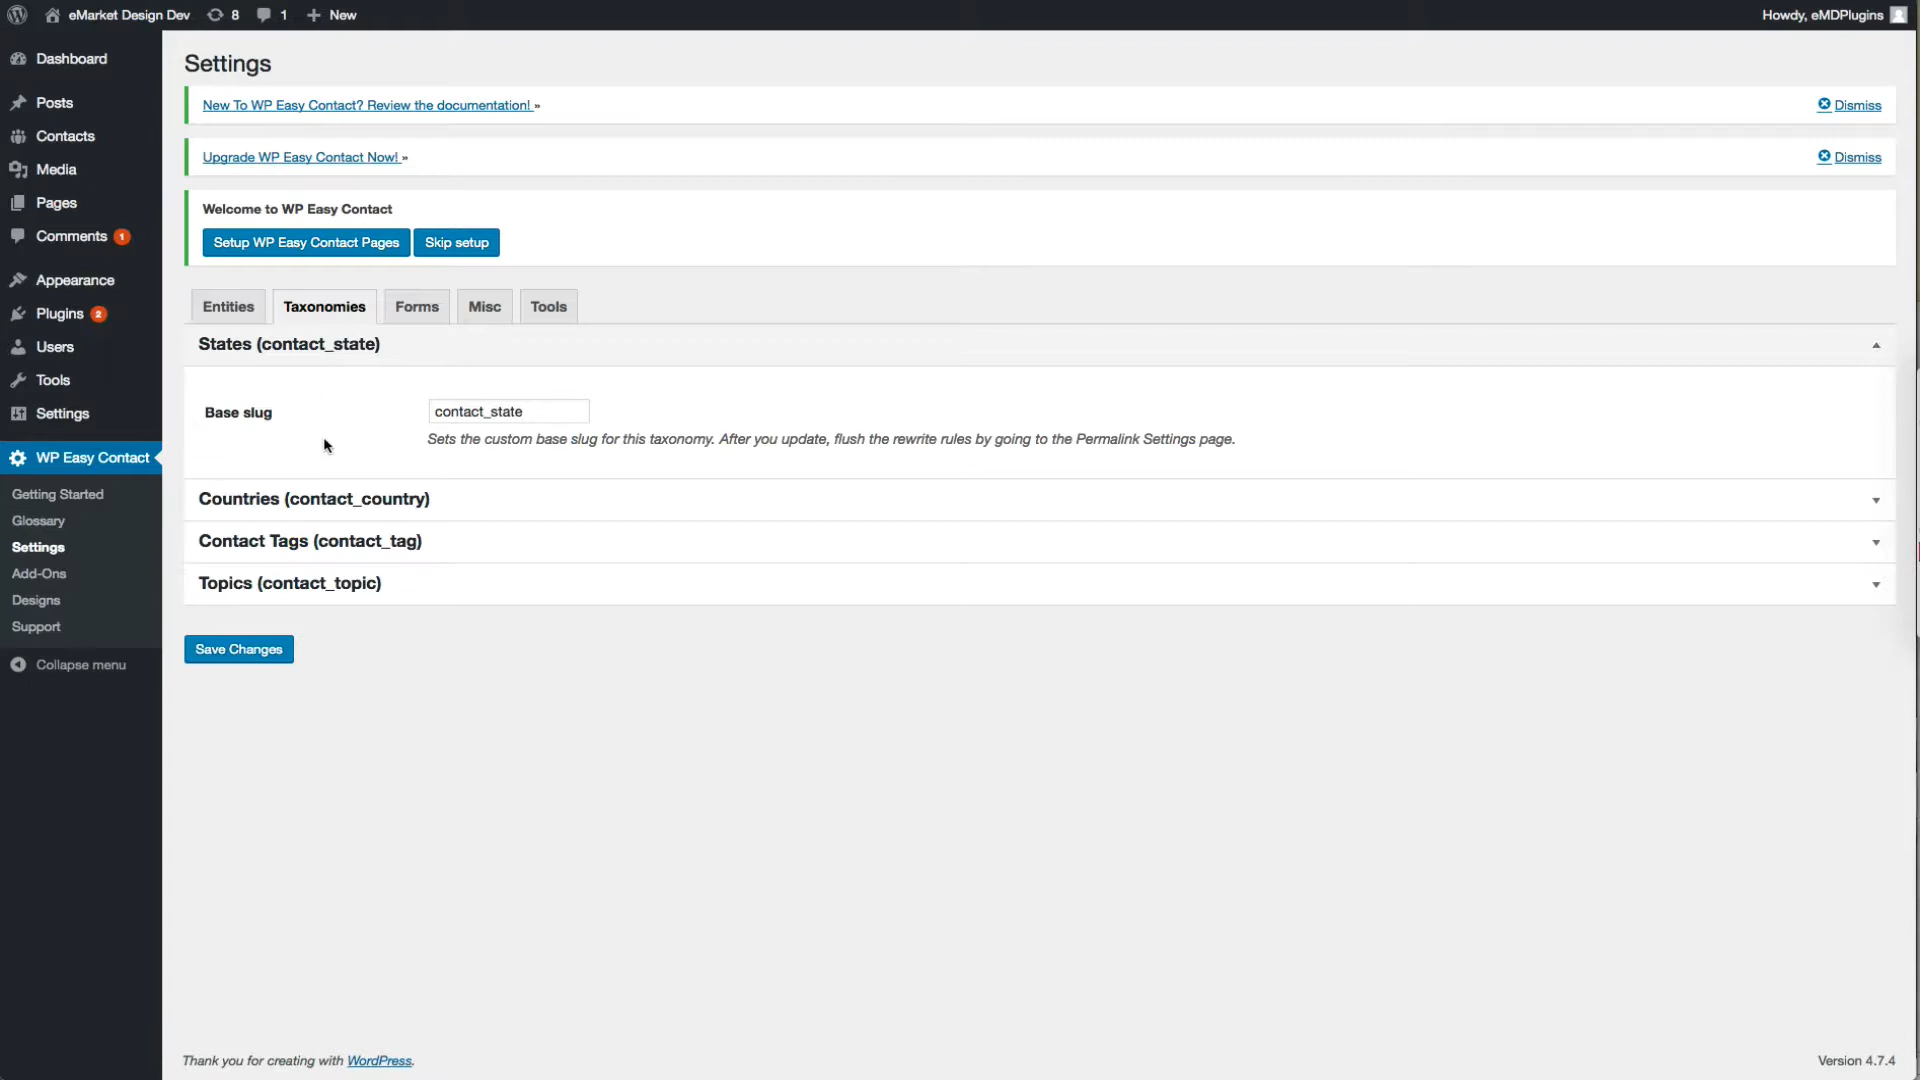 eMarket Design Dev 8 1 New Howdy, eMDPlugins
Dashboard
Posts
Contacts
Media
Pages
Comments 1
Appearance
Plugins 2
Users
Tools
Settings
WP Easy Contact
Getting Started
Glossary
Settings
Add-Ons
Designs
Support
Collapse menu
Settings
New To WP Easy Contact? Review the documentation! » Dismiss
Upgrade WP Easy Contact Now! » Dismiss
Welcome to WP Easy Contact
Setup WP Easy Contact Pages Skip setup
Entities Taxonomies Forms Misc Tools
States (contact_state)
Base slug contact_state
Sets the custom base slug for this taxonomy. After you update, flush the rewrite rules by going to the Permalink Settings page.
Countries (contact_country)
Contact Tags (contact_tag)
Topics (contact_topic)
Save Changes
Thank you for creating with WordPress. Version 4.7.4